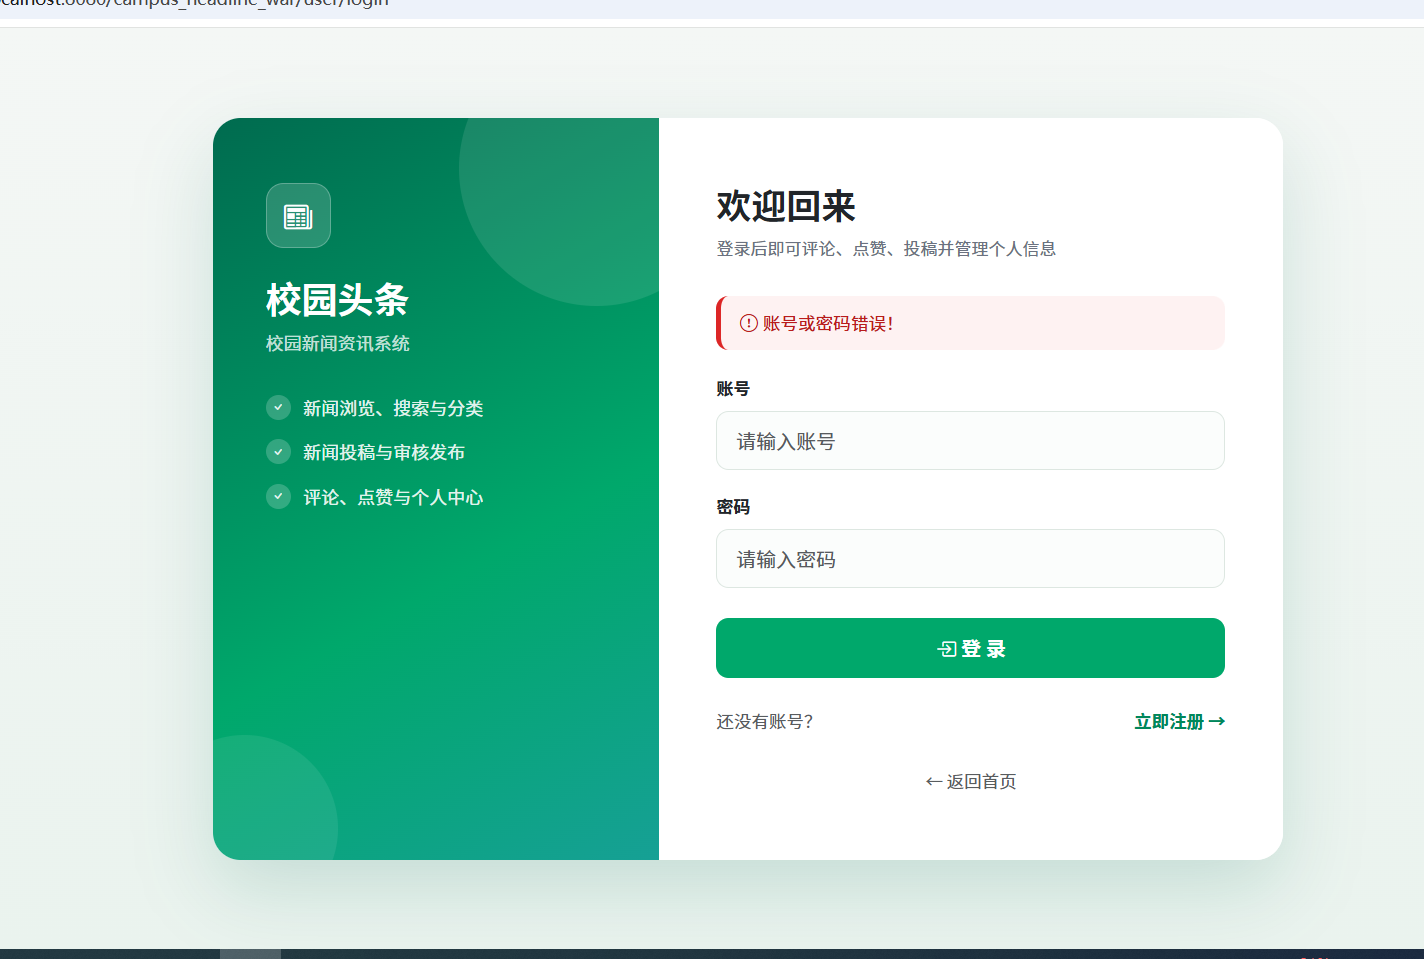 localhost:8080/campus_headline_war/user/login
校园头条
校园新闻资讯系统
新闻浏览、搜索与分类
新闻投稿与审核发布
评论、点赞与个人中心
欢迎回来
登录后即可评论、点赞、投稿并管理个人信息
账号或密码错误！
账号
请输入账号
密码
请输入密码
登 录
还没有账号？
立即注册 →
← 返回首页